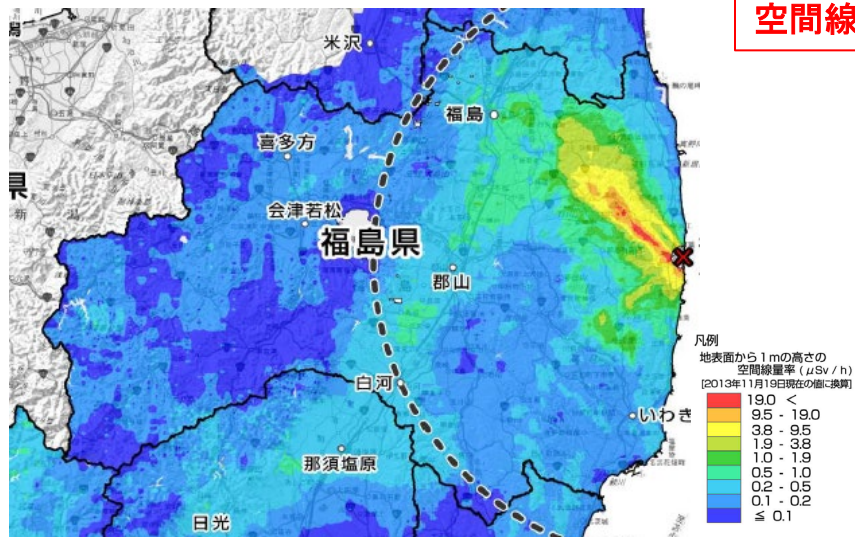 空間線
米沢
福島
喜多方
県
会津若松
福島県
郡山
白河
いわき
那須塩原
日光
凡例
地表面から1mの高さの
空間線量率(μSv/h)
[2013年11月19日現在の値に換算]
19.0 <
9.5 - 19.0
3.8 - 9.5
1.9 - 3.8
1.0 - 1.9
0.5 - 1.0
0.2 - 0.5
0.1 - 0.2
≦ 0.1